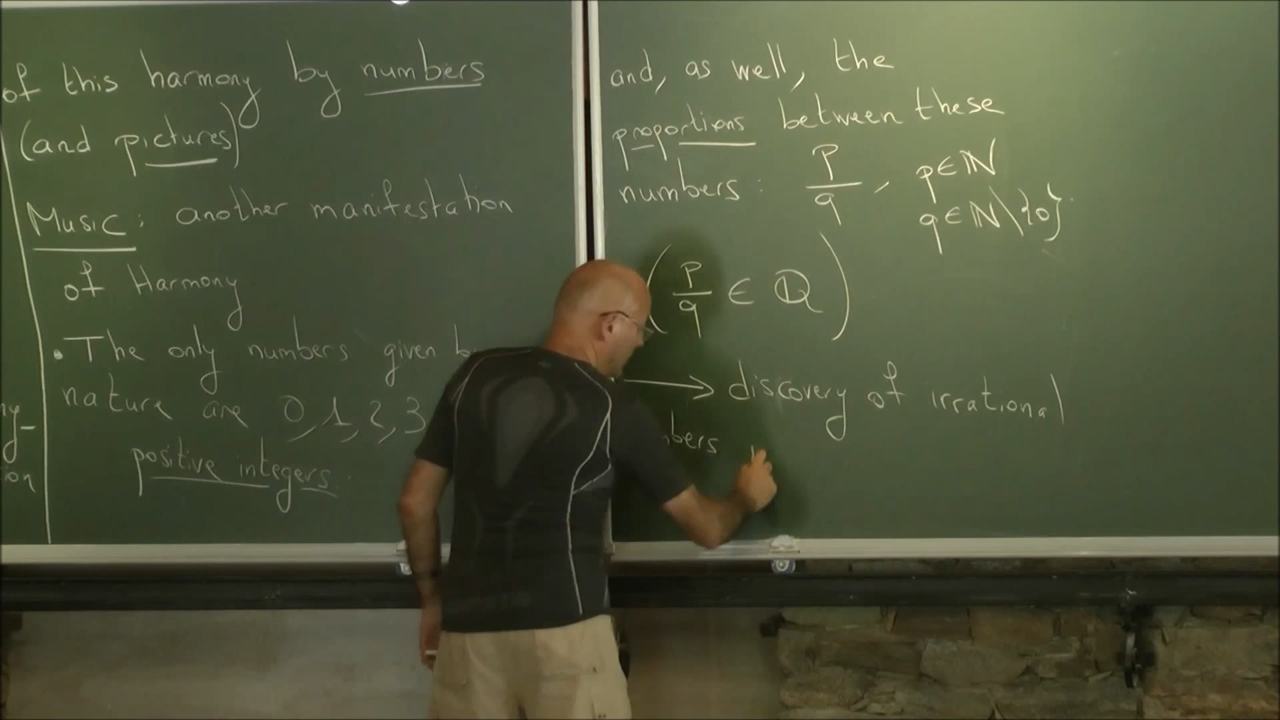 of this harmony by numbers
(and pictures)
Music: another manifestation
of Harmony
• The only numbers given
nature are 0, 1, 2, 3
positive integers.
and, as well, the
proportions between these
numbers: p/q, p∈ℕ
q∈ℕ\{0}
(p/q ∈ ℚ)
→ discovery of irrational